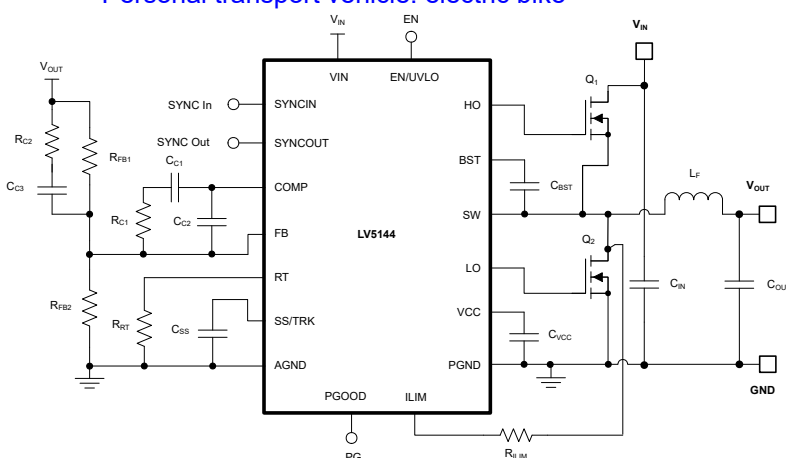 Personal transport vehicle: electric bike
VIN
EN
VIN
VOUT
VIN
EN/UVLO
Q1
SYNC In
SYNCIN
HO
SYNC Out
SYNCOUT
RC2
RFB1
CC1
BST
CC3
COMP
CBST
LF
VOUT
RC1
CC2
SW
FB
LV5144
Q2
RT
LO
CIN
COU
RFB2
RRT
CSS
SS/TRK
VCC
CVCC
AGND
PGND
GND
PGOOD
ILIM
PG
RILIM